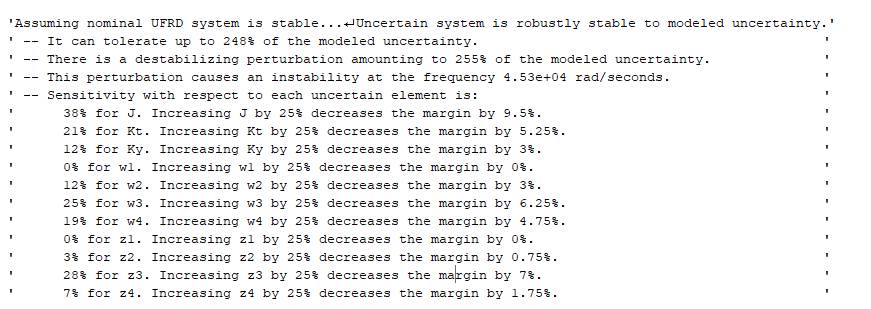 'Assuming nominal UFRD system is stable...↵Uncertain system is robustly stable to modeled uncertainty.'
' -- It can tolerate up to 248% of the modeled uncertainty. '
' -- There is a destabilizing perturbation amounting to 255% of the modeled uncertainty. '
' -- This perturbation causes an instability at the frequency 4.53e+04 rad/seconds. '
' -- Sensitivity with respect to each uncertain element is: '
' 38% for J. Increasing J by 25% decreases the margin by 9.5%. '
' 21% for Kt. Increasing Kt by 25% decreases the margin by 5.25%. '
' 12% for Ky. Increasing Ky by 25% decreases the margin by 3%. '
' 0% for w1. Increasing w1 by 25% decreases the margin by 0%. '
' 12% for w2. Increasing w2 by 25% decreases the margin by 3%. '
' 25% for w3. Increasing w3 by 25% decreases the margin by 6.25%. '
' 19% for w4. Increasing w4 by 25% decreases the margin by 4.75%. '
' 0% for z1. Increasing z1 by 25% decreases the margin by 0%. '
' 3% for z2. Increasing z2 by 25% decreases the margin by 0.75%. '
' 28% for z3. Increasing z3 by 25% decreases the margin by 7%. '
' 7% for z4. Increasing z4 by 25% decreases the margin by 1.75%. '